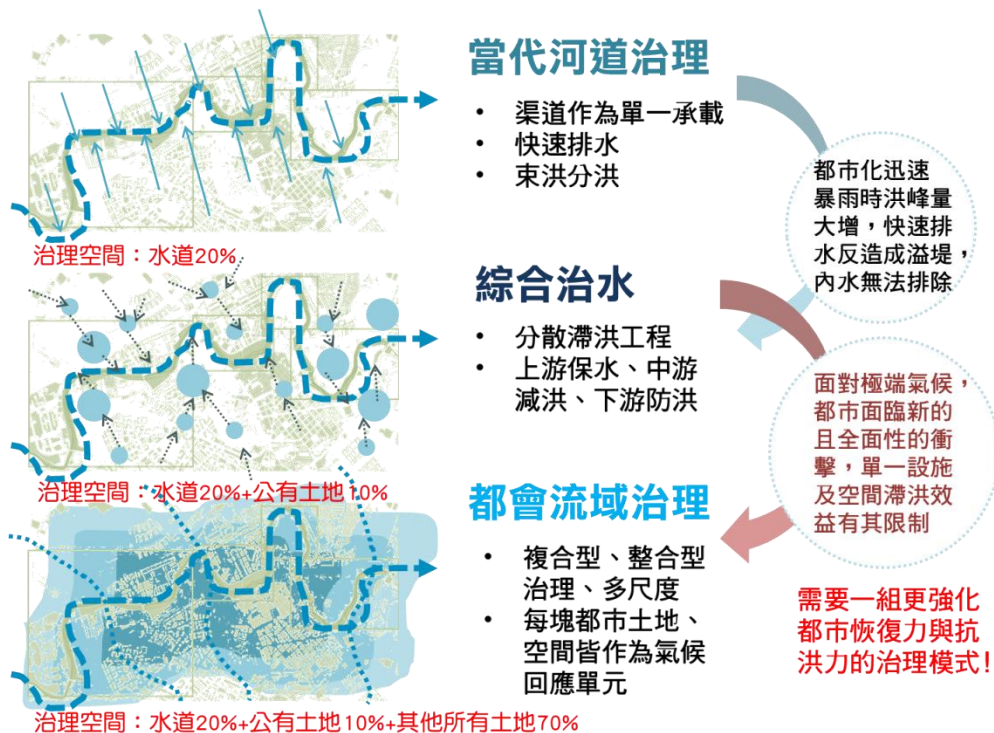 當代河道治理
• 渠道作為單一承載
• 快速排水
• 束洪分洪
治理空間：水道20%
都市化迅速
暴雨時洪峰量
大增，快速排
水反造成溢堤，
內水無法排除
綜合治水
• 分散滯洪工程
• 上游保水、中游
減洪、下游防洪
治理空間：水道20%+公有土地10%
面對極端氣候，
都市面臨新的
且全面性的衝
擊，單一設施
及空間滯洪效
益有其限制
都會流域治理
• 複合型、整合型
治理、多尺度
• 每塊都市土地、
空間皆作為氣候
回應單元
治理空間：水道20%+公有土地10%+其他所有土地70%
需要一組更強化
都市恢復力與抗
洪力的治理模式!